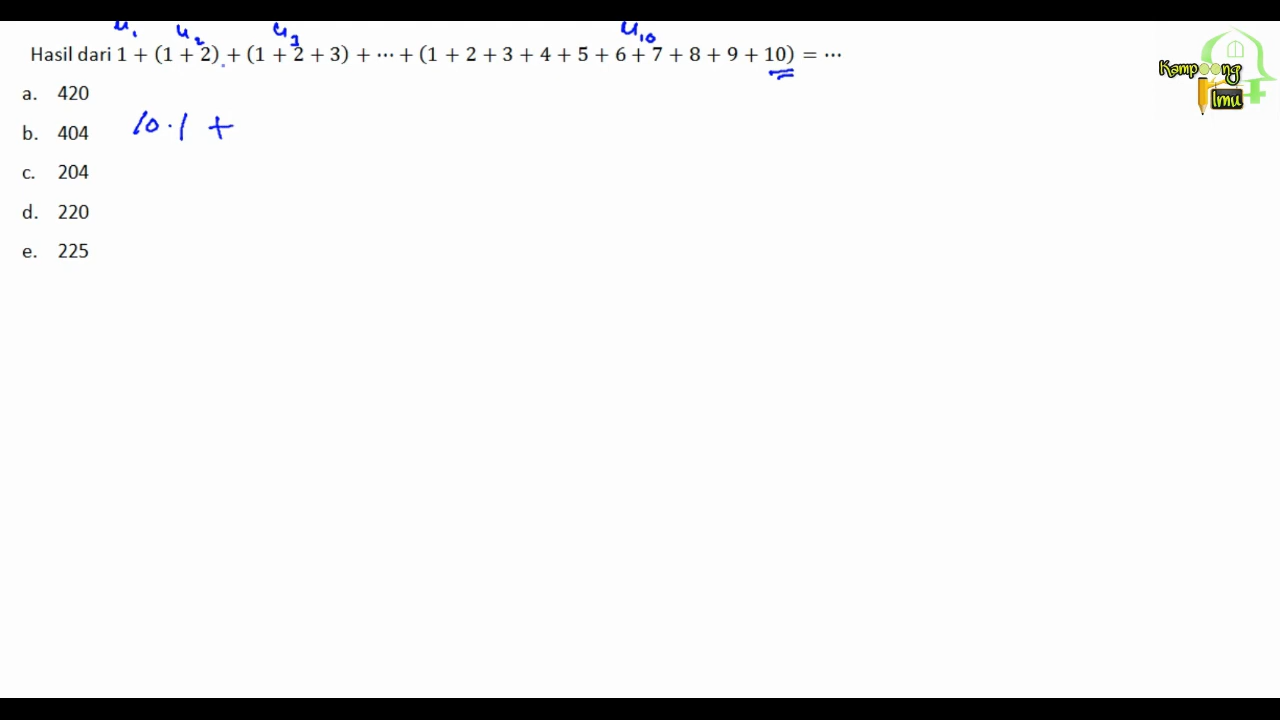 u₁ u₂ u₃ u₁₀
Hasil dari 1 + (1 + 2) + (1 + 2 + 3) + ⋯ + (1 + 2 + 3 + 4 + 5 + 6 + 7 + 8 + 9 + 10) = ⋯
a. 420
b. 404
c. 204
d. 220
e. 225
10·1 +
Kampoong
Ilmu